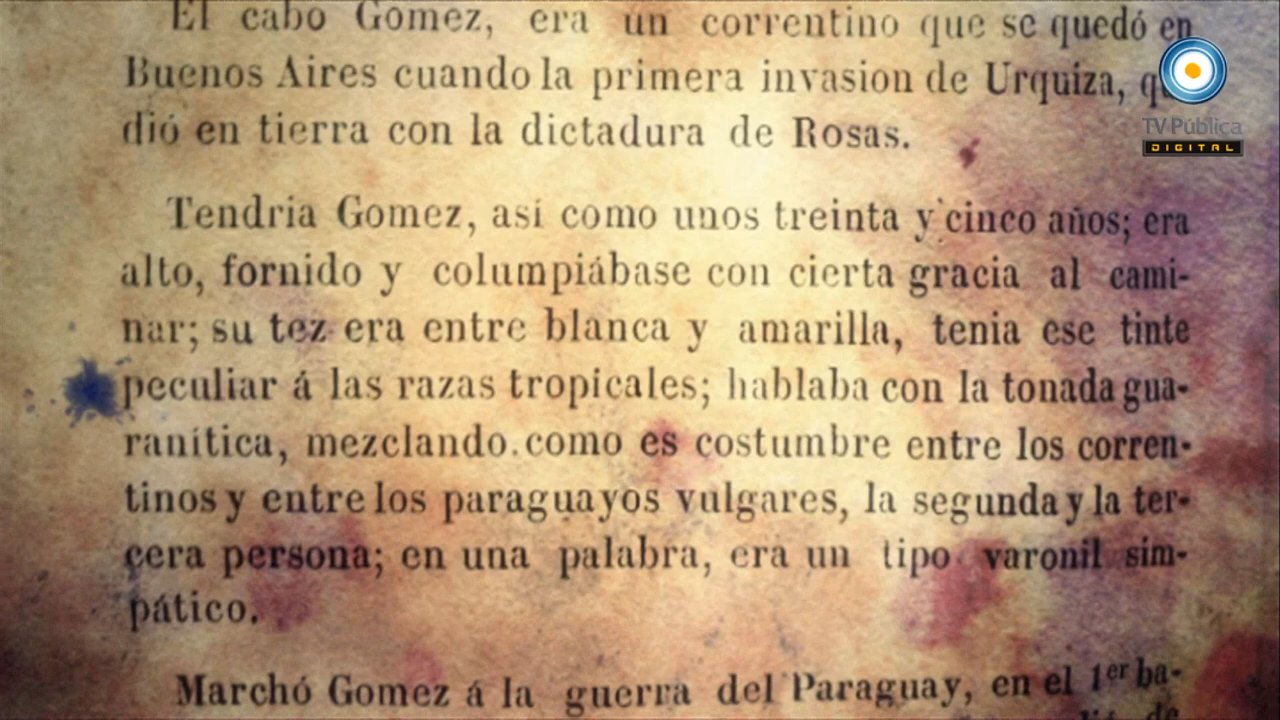 El cabo Gomez, era un correntino que se quedó en
Buenos Aires cuando la primera invasion de Urquiza,
dió en tierra con la dictadura de Rosas.
Tendria Gomez, así como unos treinta y cinco años; era
alto, fornido y columpiábase con cierta gracia al cami-
nar; su tez era entre blanca y amarilla, tenia ese tinte
peculiar á las razas tropicales; hablaba con la tonada gua-
ranítica, mezclando como es costumbre entre los corren-
tinos y entre los paraguayos vulgares, la segunda y la ter-
cera persona; en una palabra, era un tipo varonil sim-
pático.
Marchó Gomez á la guerra del Paraguay, en el 1er ba-
de
TV Pública
DIGITAL